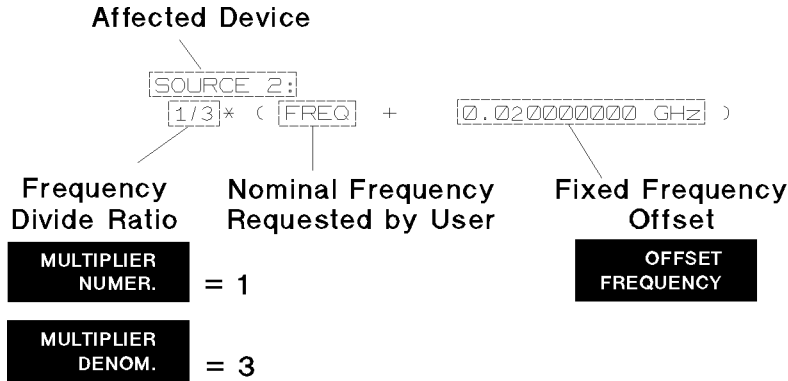 Affected Device
SOURCE 2:
1/3* ( FREQ + 0.020000000 GHz )
Frequency Divide Ratio
Nominal Frequency Requested by User
Fixed Frequency Offset
MULTIPLIER NUMER. = 1
OFFSET FREQUENCY
MULTIPLIER DENOM. = 3